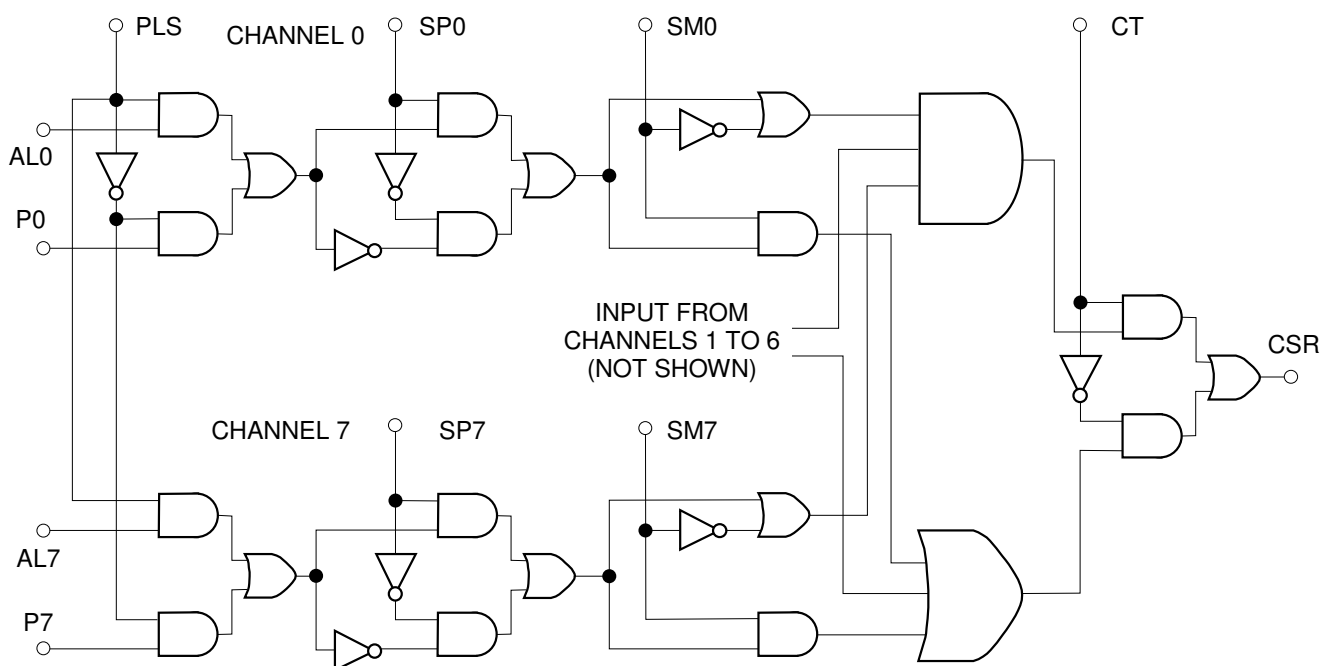 PLS
CHANNEL 0
SP0
SM0
CT
AL0
P0
INPUT FROM
CHANNELS 1 TO 6
(NOT SHOWN)
CSR
CHANNEL 7
SP7
SM7
AL7
P7